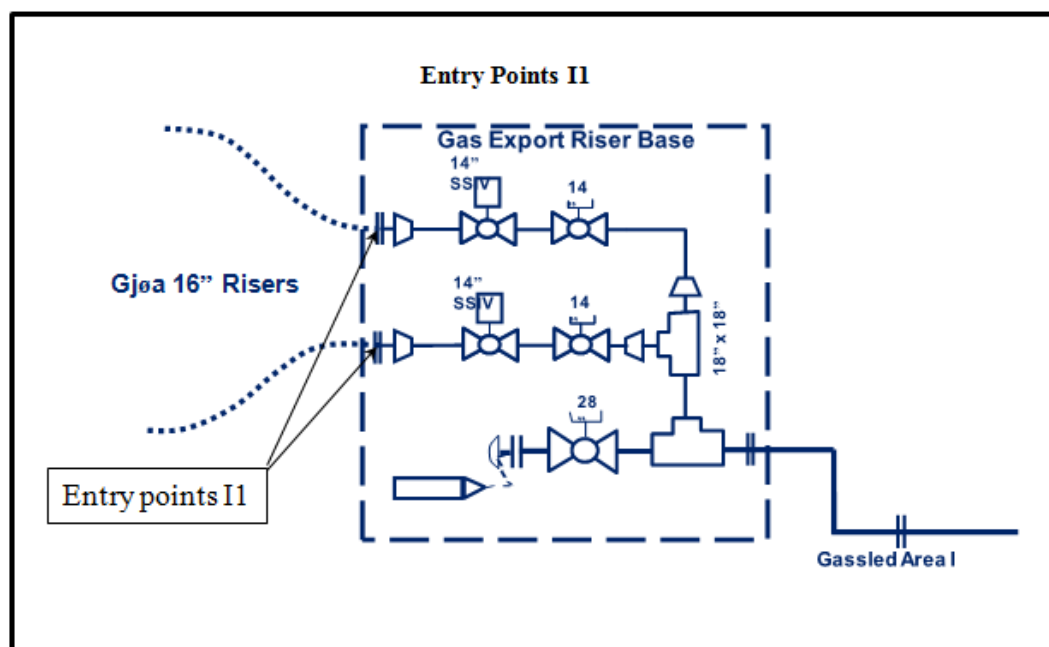 Entry Points I1
Gas Export Riser Base
14”
SSIV
14
”
Gjøa 16” Risers
14”
SSIV
14
”
18” x 18”
28
”
Entry points I1
Gassled Area I